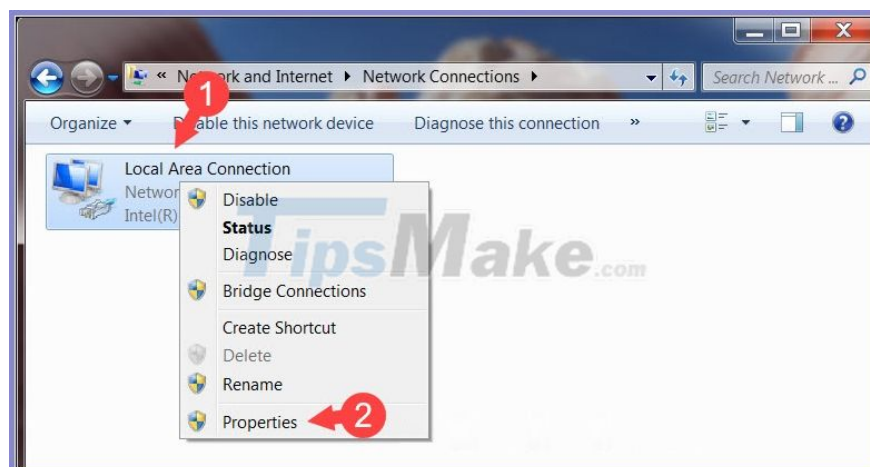 « Network and Internet ▸ Network Connections ▸
Search Network ...
1
Organize
Disable this network device
Diagnose this connection
»
Local Area Connection
Networ
Intel(R)
Disable
Status
Diagnose
Bridge Connections
Create Shortcut
Delete
Rename
Properties
2
TipsMake.com